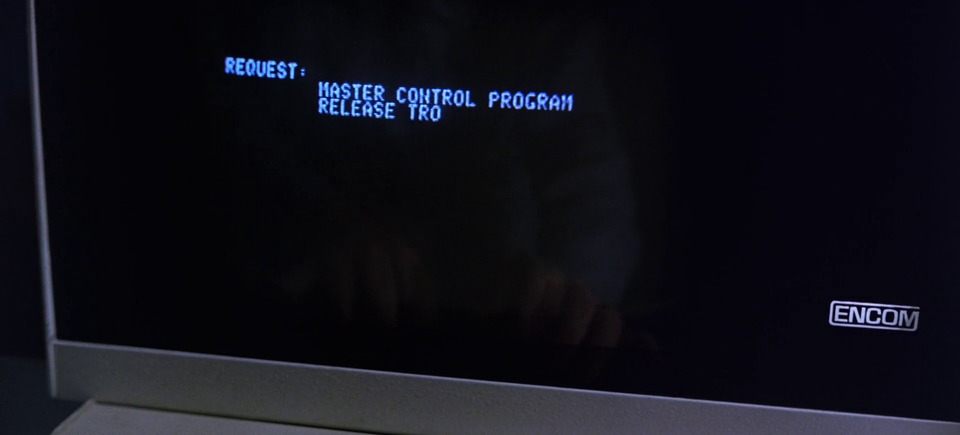 REQUEST:
MASTER CONTROL PROGRAM
RELEASE TRO
ENCOM